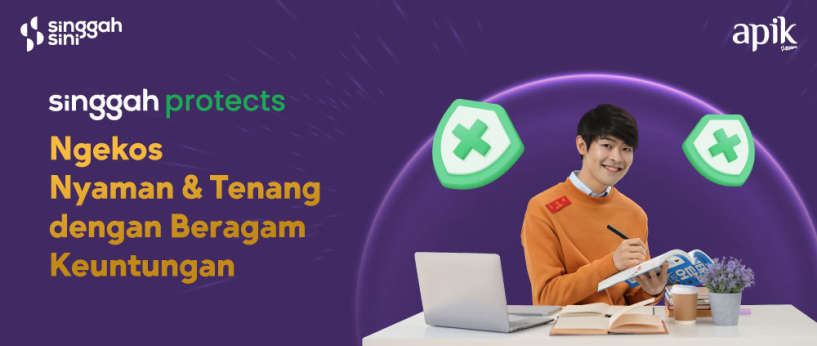 singgah
sini
apik
singgah protects
Ngekos
Nyaman & Tenang
dengan Beragam
Keuntungan